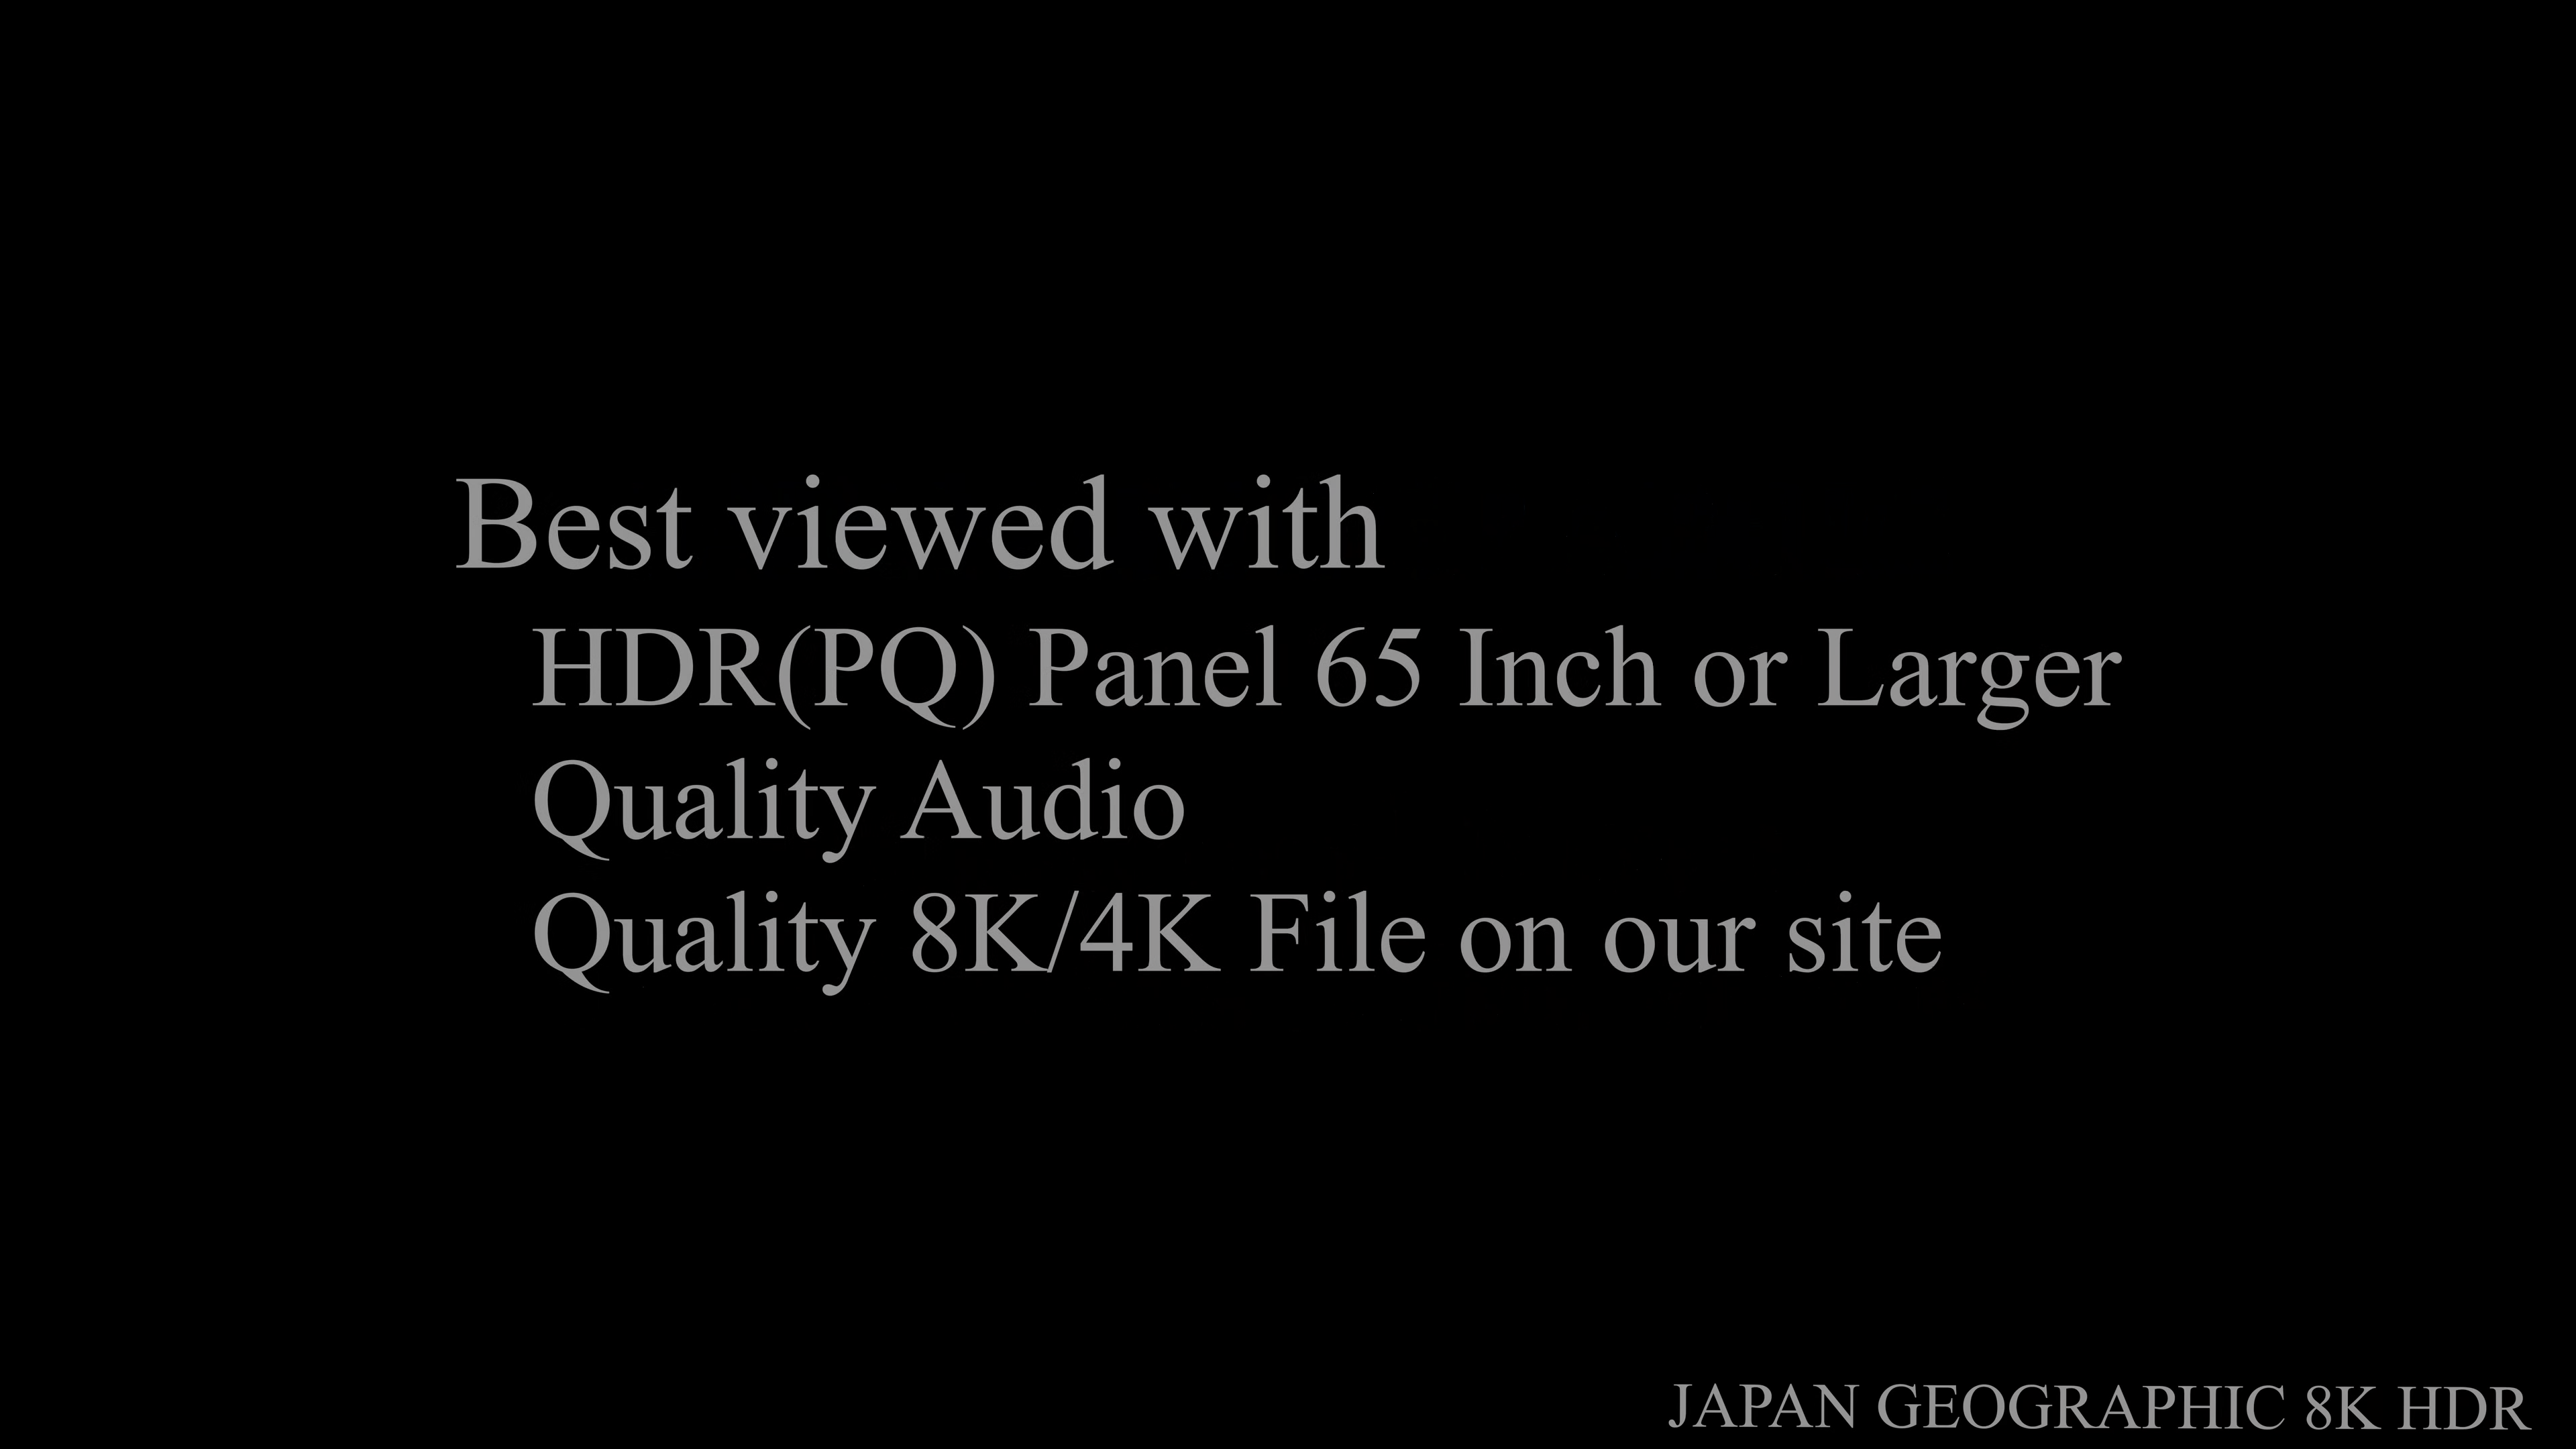 Best viewed with
HDR(PQ) Panel 65 Inch or Larger
Quality Audio
Quality 8K/4K File on our site
JAPAN GEOGRAPHIC 8K HDR